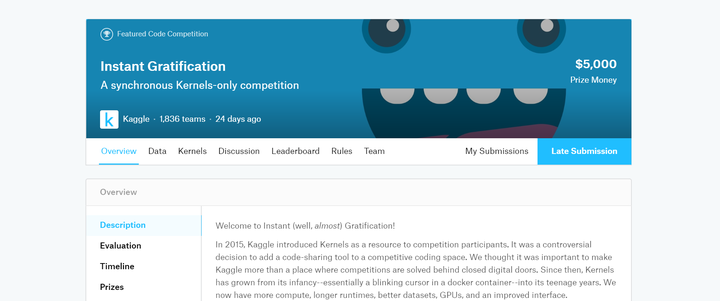 Featured Code Competition
Instant Gratification
$5,000
A synchronous Kernels-only competition
Prize Money
k Kaggle · 1,836 teams · 24 days ago
Overview Data Kernels Discussion Leaderboard Rules Team My Submissions Late Submission
Overview
Description
Welcome to Instant (well, almost) Gratification!
Evaluation
In 2015, Kaggle introduced Kernels as a resource to competition participants. It was a controversial
decision to add a code-sharing tool to a competitive coding space. We thought it was important to make
Timeline
Kaggle more than a place where competitions are solved behind closed digital doors. Since then, Kernels
has grown from its infancy--essentially a blinking cursor in a docker container--into its teenage years. We
Prizes
now have more compute, longer runtimes, better datasets, GPUs, and an improved interface.